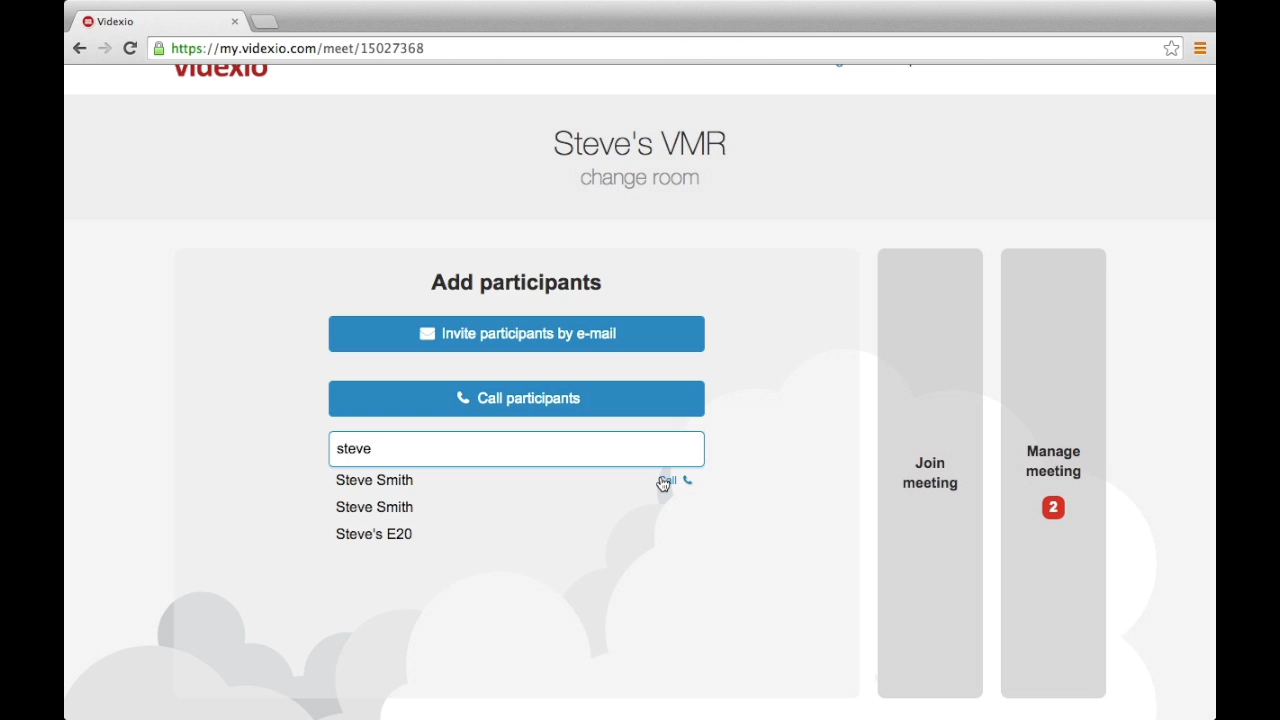 Videxio
https://my.videxio.com/meet/15027368
videxio
Steve's VMR
change room
Add participants
Invite participants by e-mail
Call participants
steve
Steve Smith
Steve Smith
Steve's E20
Join
meeting
Manage
meeting
2